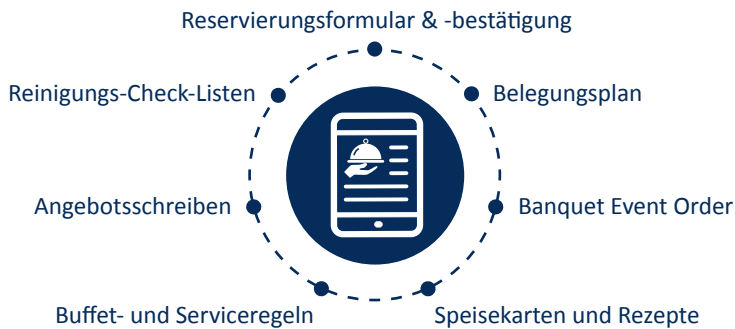 Reservierungsformular & -bestätigung
Reinigungs-Check-Listen
Belegungsplan
Angebotsschreiben
Banquet Event Order
Buffet- und Serviceregeln
Speisekarten und Rezepte